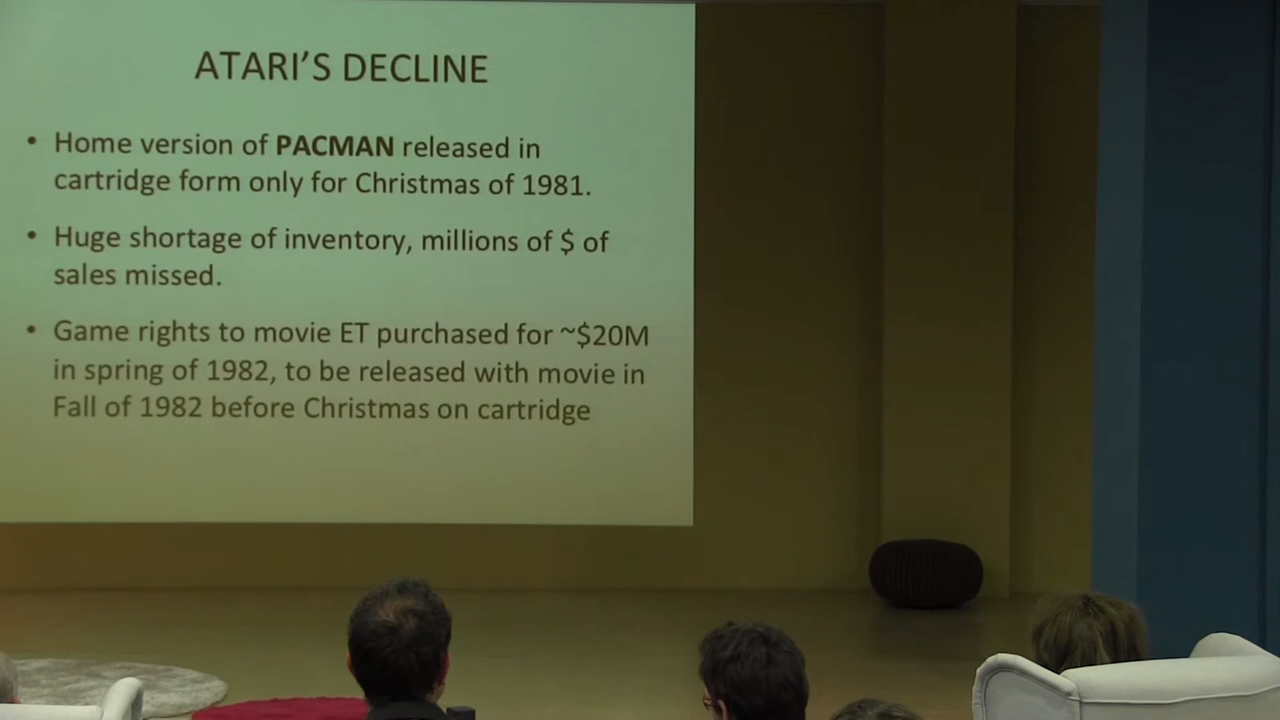 ATARI'S DECLINE
• Home version of PACMAN released in
cartridge form only for Christmas of 1981.
• Huge shortage of inventory, millions of $ of
sales missed.
• Game rights to movie ET purchased for ~$20M
in spring of 1982, to be released with movie in
Fall of 1982 before Christmas on cartridge